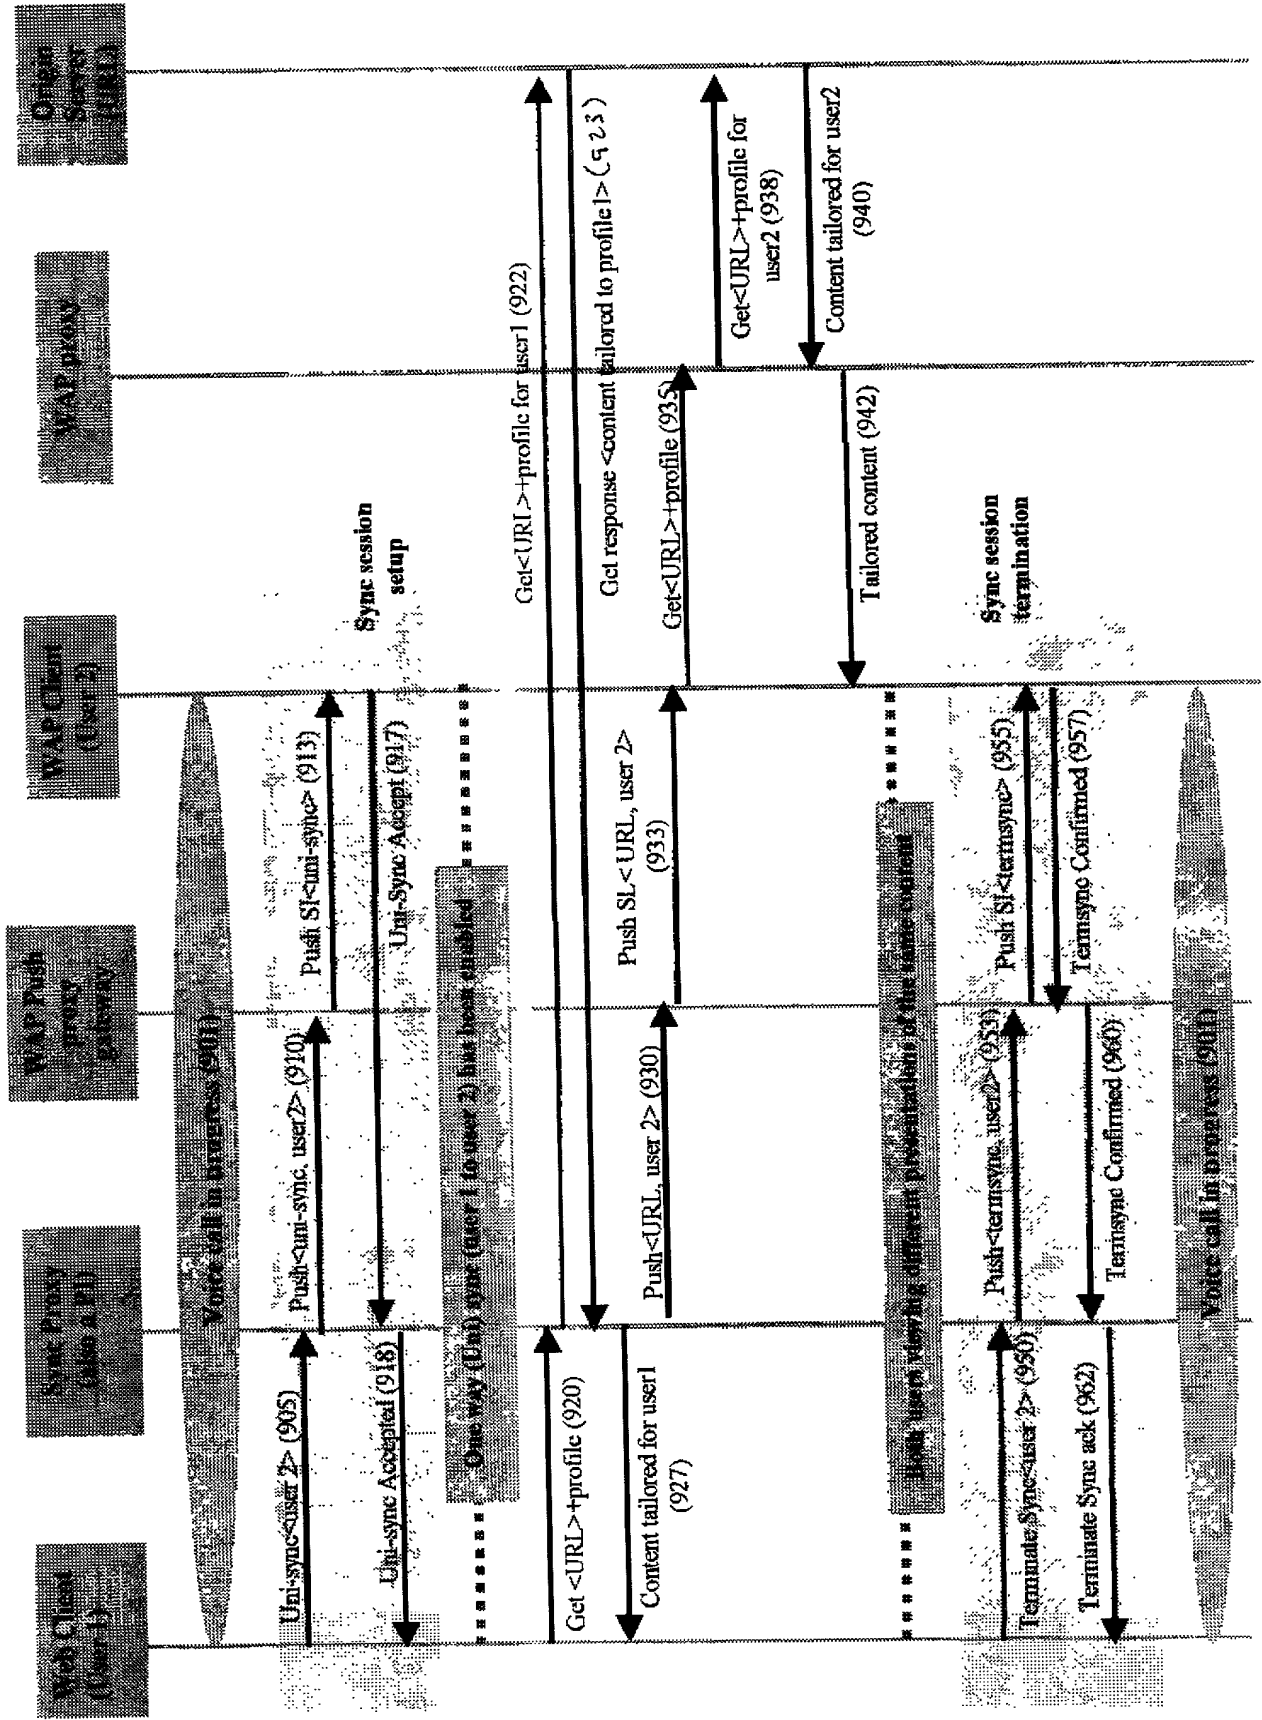 Web Client
(User 1)
Sync Proxy
(also a PI)
WAP Push
proxy
gateway
WAP Client
(User 2)
WAP proxy
Origin
Server
(URL)
Voice call in progress (901)
Uni-sync<user 2> (905)
Push<uni-sync, user2> (910)
Push SI<uni-sync> (913)
Sync session
setup
Uni-Sync Accept (917)
Uni-sync Accepted (918)
One way (Uni) sync (user 1 to user 2) has been enabled
Get <URL>+profile (920)
Get<URL>+profile for user1 (922)
Get response <content tailored to profile1> (923)
Content tailored for user1
(927)
Push<URL, user 2> (930)
Push SL< URL, user 2>
(933)
Get<URL>+profile (935)
Get<URL>+profile for
user2 (938)
Content tailored for user2
(940)
Tailored content (942)
Both users viewing different presentations of the same content
Sync session
termination
Terminate Sync<user 2> (950)
Push<termsync, user2> (953)
Push SI<termsync> (955)
Termsync Confirmed (957)
Termsync Confirmed (960)
Terminate Sync ack (962)
Voice call in progress (901)